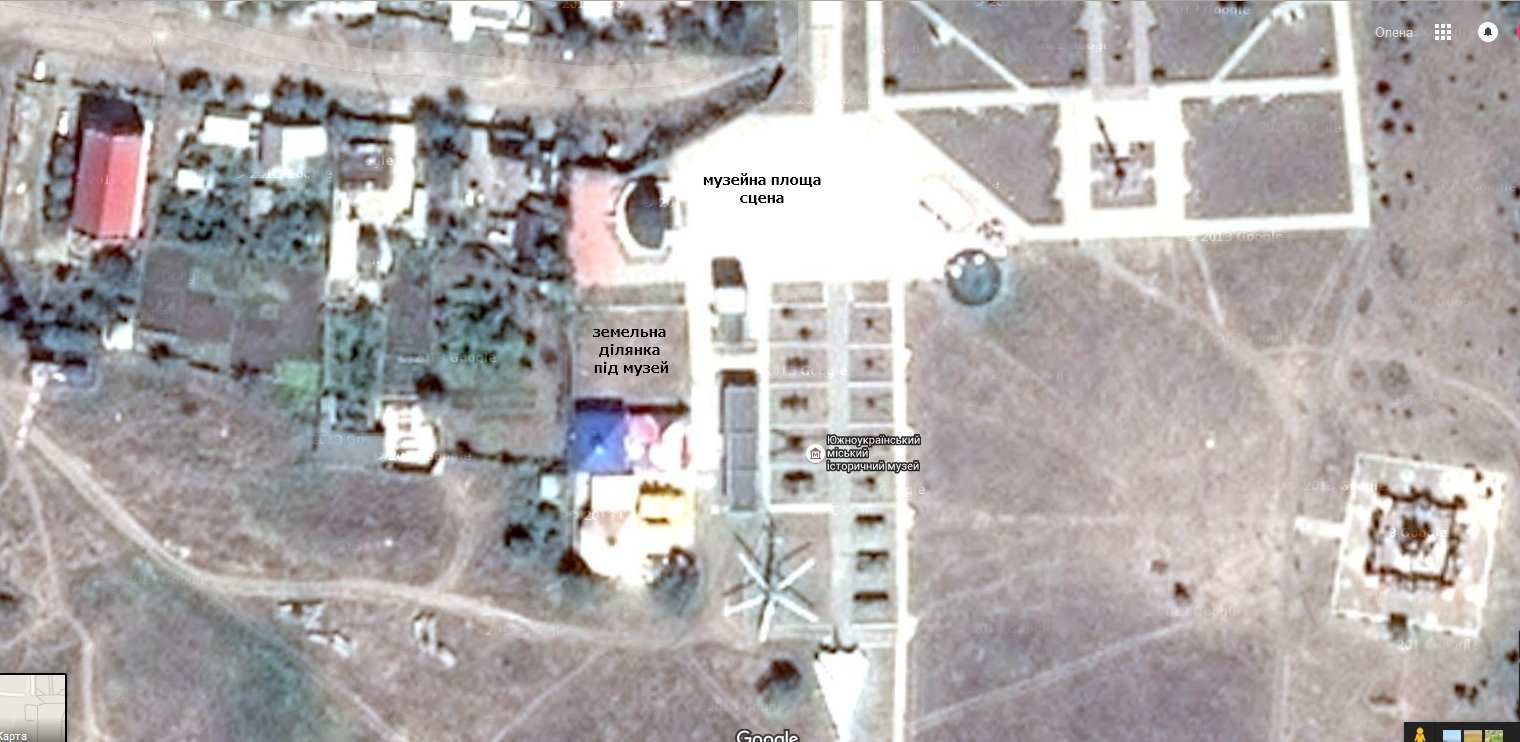 Олена
музейна площа
сцена
земельна
ділянка
під музей
Южноукраїнський
міський
історичний музей
Карта
Google